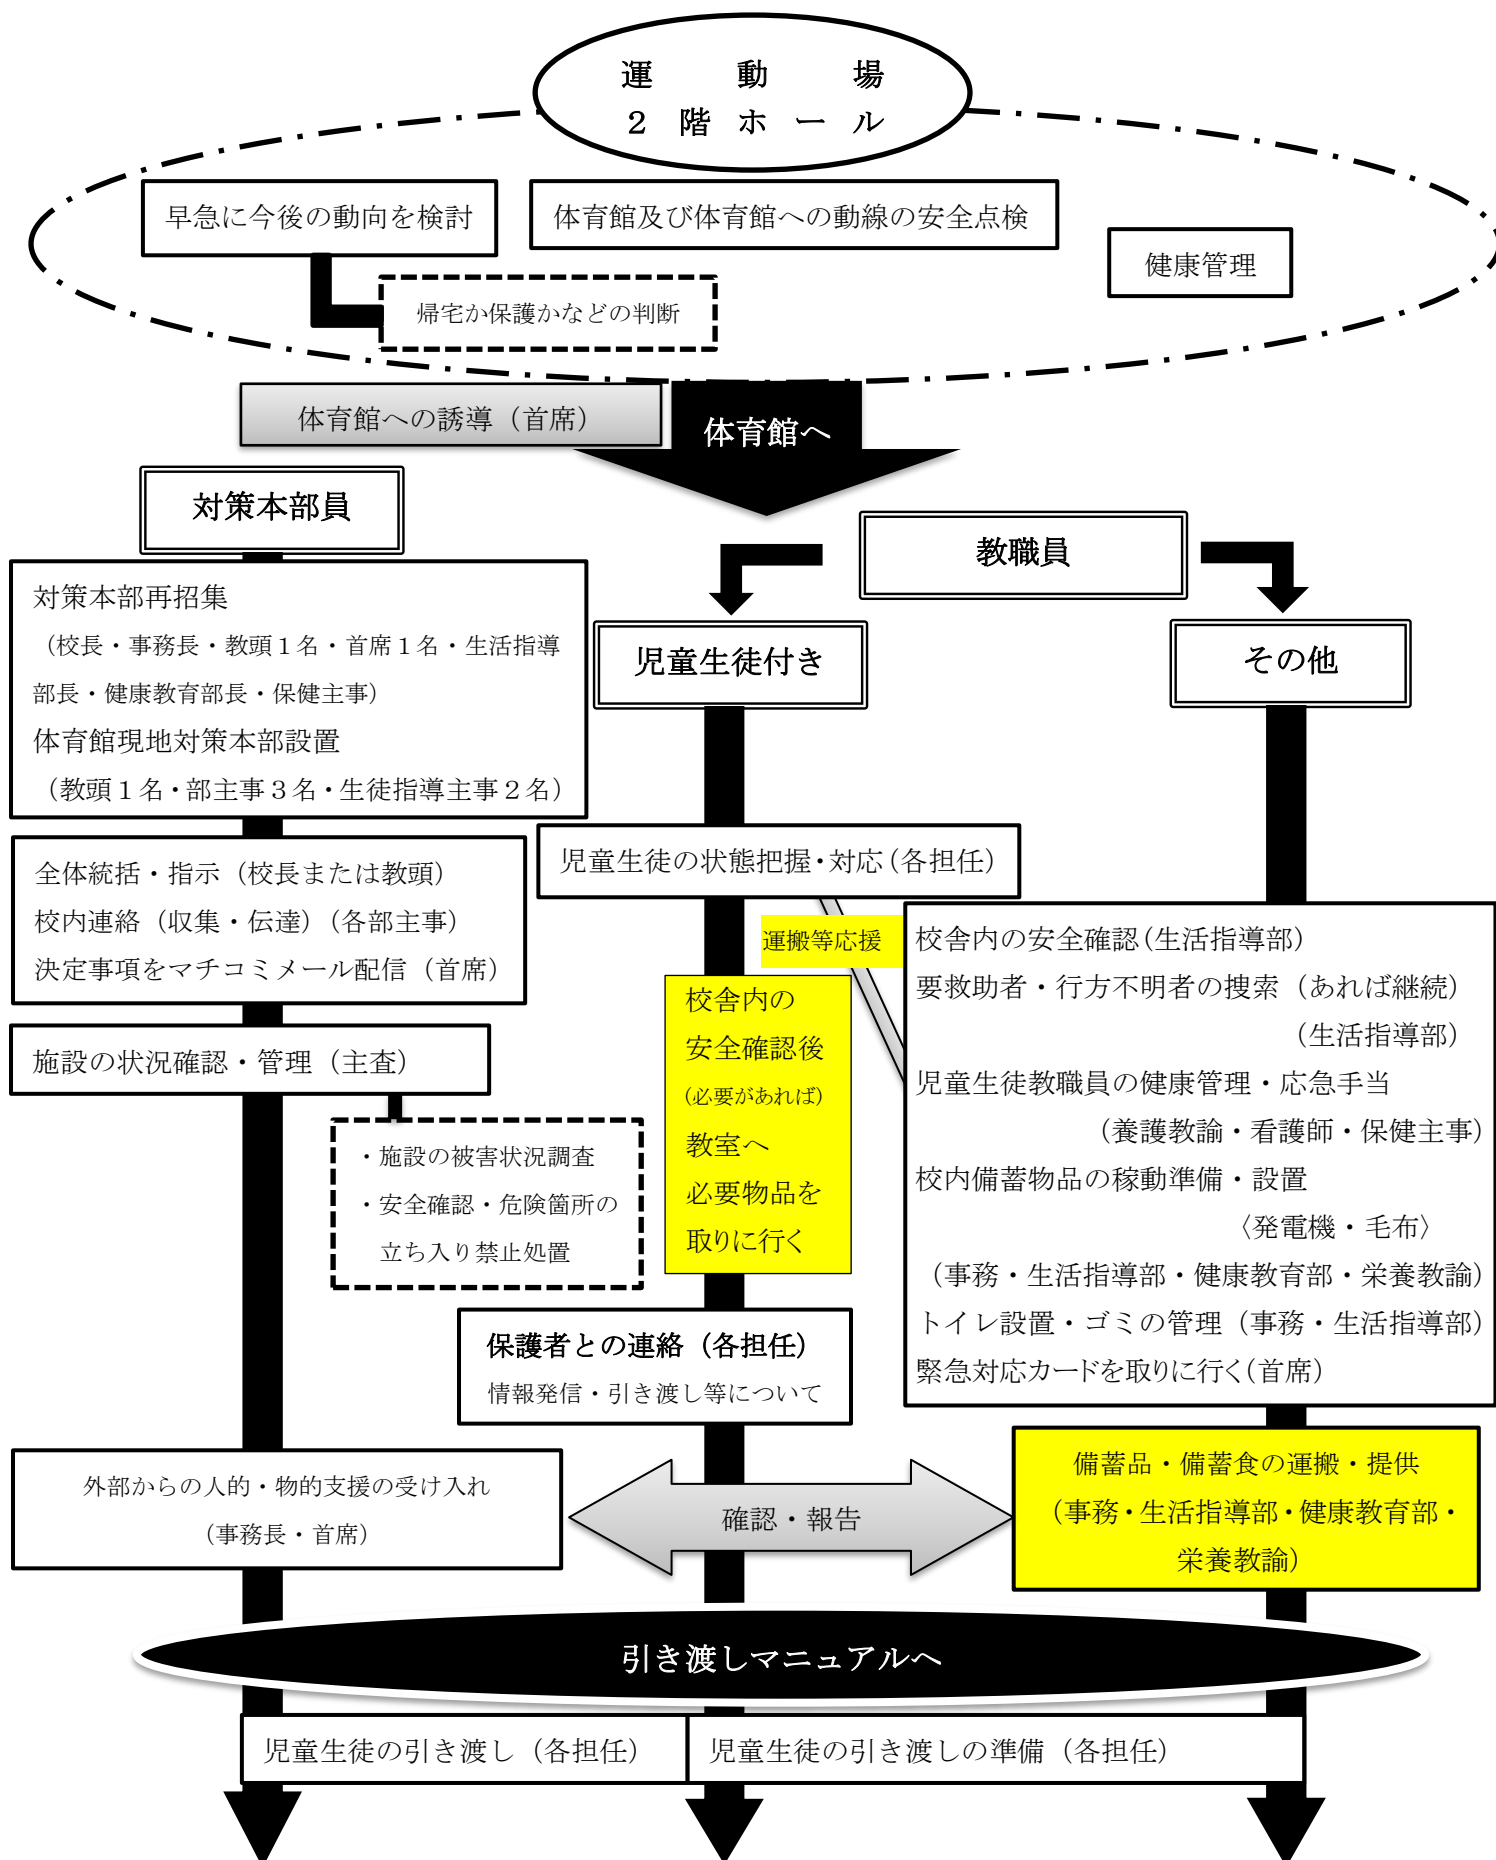 運動場
２階ホール
早急に今後の動向を検討
体育館及び体育館への動線の安全点検
健康管理
帰宅か保護かなどの判断
体育館への誘導（首席）
体育館へ
対策本部員
対策本部再招集
（校長・事務長・教頭１名・首席１名・生活指導
部長・健康教育部長・保健主事）
体育館現地対策本部設置
（教頭１名・部主事３名・生徒指導主事２名）
全体統括・指示（校長または教頭）
校内連絡（収集・伝達）（各部主事）
決定事項をマチコミメール配信（首席）
施設の状況確認・管理（主査）
・施設の被害状況調査
・安全確認・危険箇所の
立ち入り禁止処置
外部からの人的・物的支援の受け入れ
（事務長・首席）
教職員
児童生徒付き
児童生徒の状態把握・対応（各担任）
運搬等応援
校舎内の
安全確認後
（必要があれば）
教室へ
必要物品を
取りに行く
保護者との連絡（各担任）
情報発信・引き渡し等について
確認・報告
その他
校舎内の安全確認（生活指導部）
要救助者・行方不明者の捜索（あれば継続）
（生活指導部）
児童生徒教職員の健康管理・応急手当
（養護教諭・看護師・保健主事）
校内備蓄物品の稼動準備・設置
〈発電機・毛布〉
（事務・生活指導部・健康教育部・栄養教諭）
トイレ設置・ゴミの管理（事務・生活指導部）
緊急対応カードを取りに行く（首席）
備蓄品・備蓄食の運搬・提供
（事務・生活指導部・健康教育部・
栄養教諭）
引き渡しマニュアルへ
児童生徒の引き渡し（各担任）
児童生徒の引き渡しの準備（各担任）